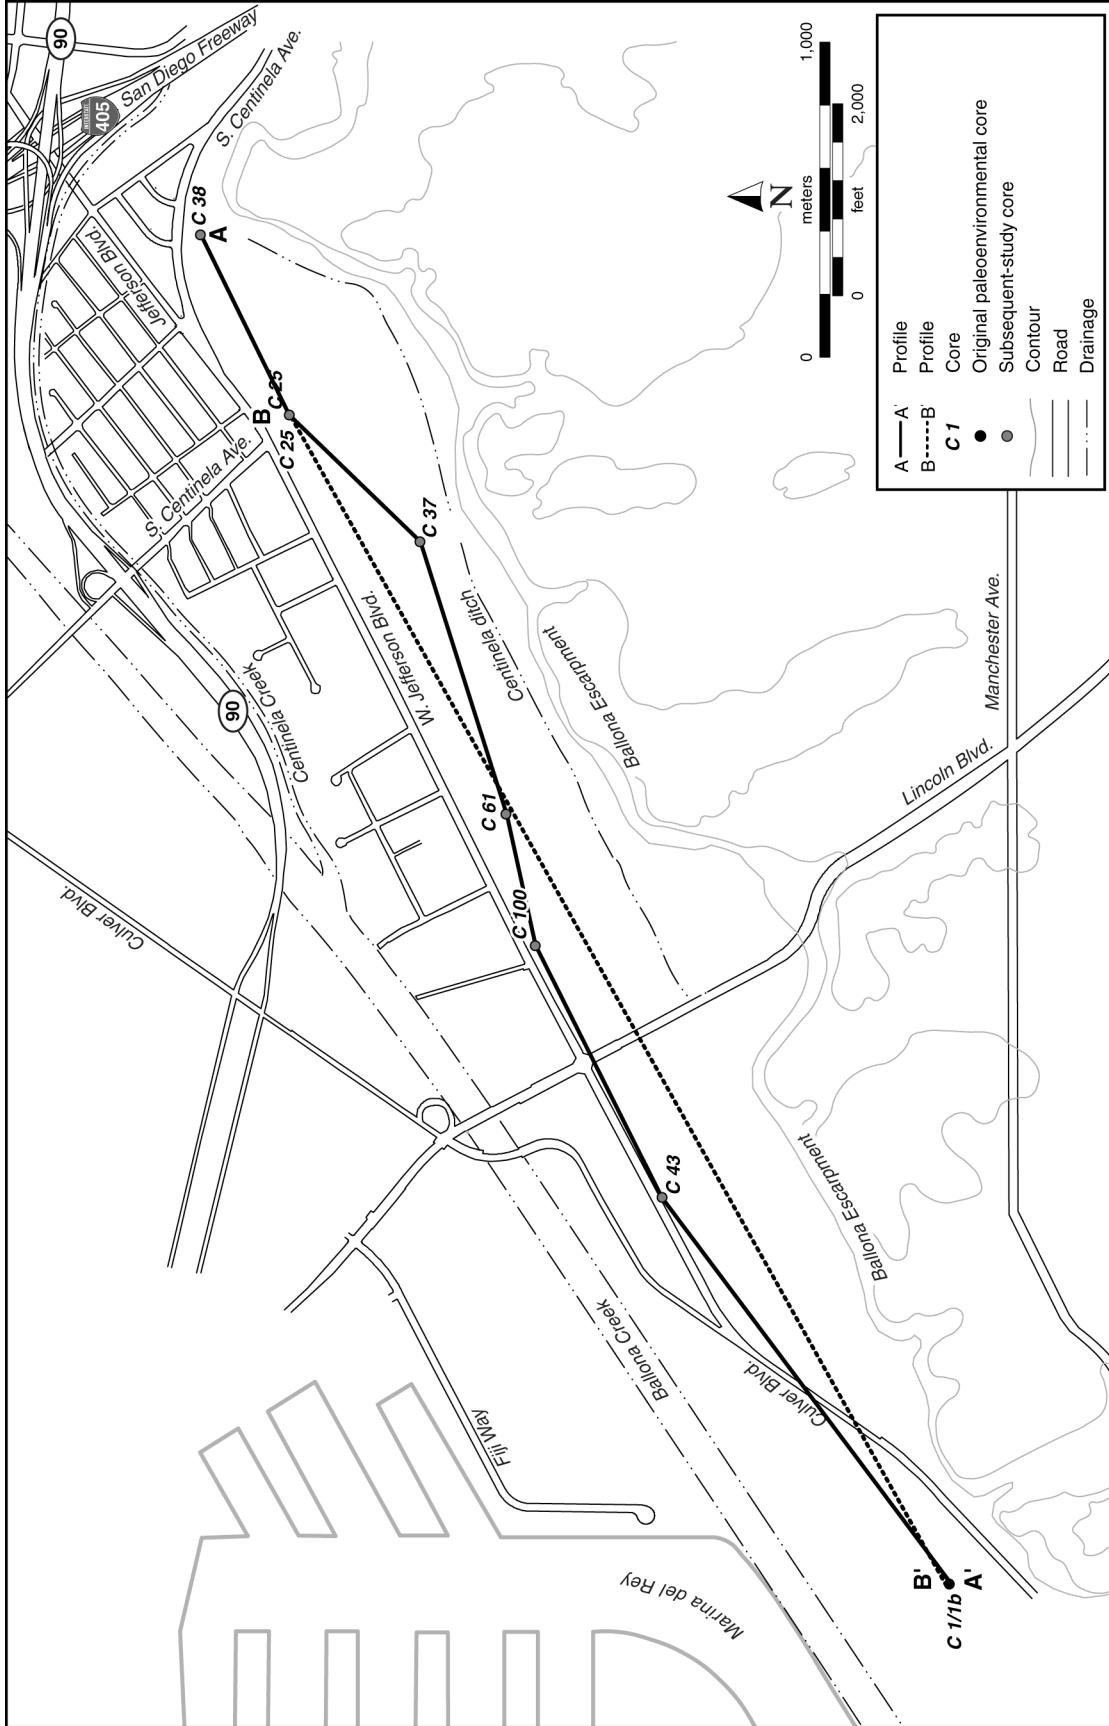 90
San Diego Freeway
INTERSTATE
405
S. Centinela Ave.
Jefferson Blvd.
C 38
A
C 25
B
C 25
S. Centinela Ave.
C 37
W. Jefferson Blvd.
Centinela ditch
Centinela Creek
90
Ballona Escarpment
C 61
C 100
Culver Blvd.
Lincoln Blvd.
Manchester Ave.
C 43
Ballona Escarpment
Ballona Creek
Culver Blvd.
Fiji Way
Marina del Rey
B'
A'
C 1/1b
N
0 meters 1,000
0 feet 2,000
A A' Profile
B B' Profile
C 1 Core
Original paleoenvironmental core
Subsequent-study core
Contour
Road
Drainage